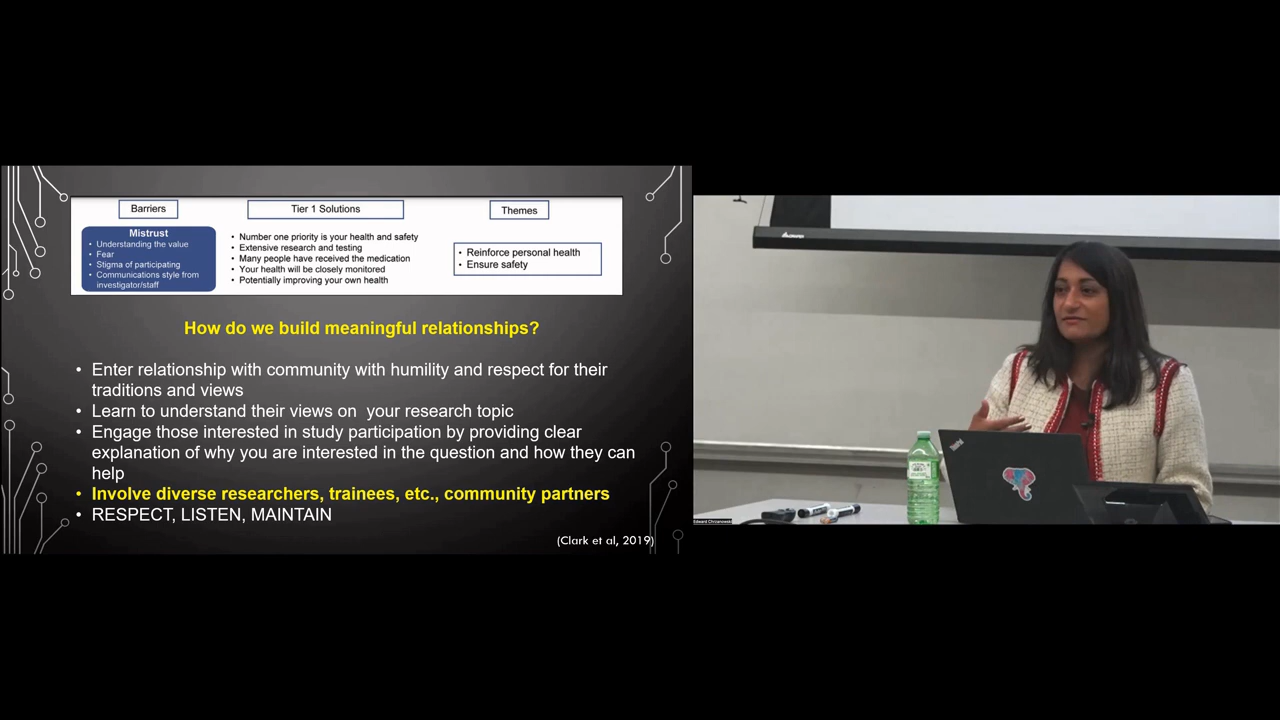 Barriers
Tier 1 Solutions
Themes
Mistrust
• Understanding the value
• Fear
• Stigma of participating
• Communications style from
investigator/staff
• Number one priority is your health and safety
• Extensive research and testing
• Many people have received the medication
• Your health will be closely monitored
• Potentially improving your own health
• Reinforce personal health
• Ensure safety
How do we build meaningful relationships?
• Enter relationship with community with humility and respect for their
traditions and views
• Learn to understand their views on your research topic
• Engage those interested in study participation by providing clear
explanation of why you are interested in the question and how they can
help
• Involve diverse researchers, trainees, etc., community partners
• RESPECT, LISTEN, MAINTAIN
(Clark et al, 2019)
ThinkPad
Edward Chrzanowski